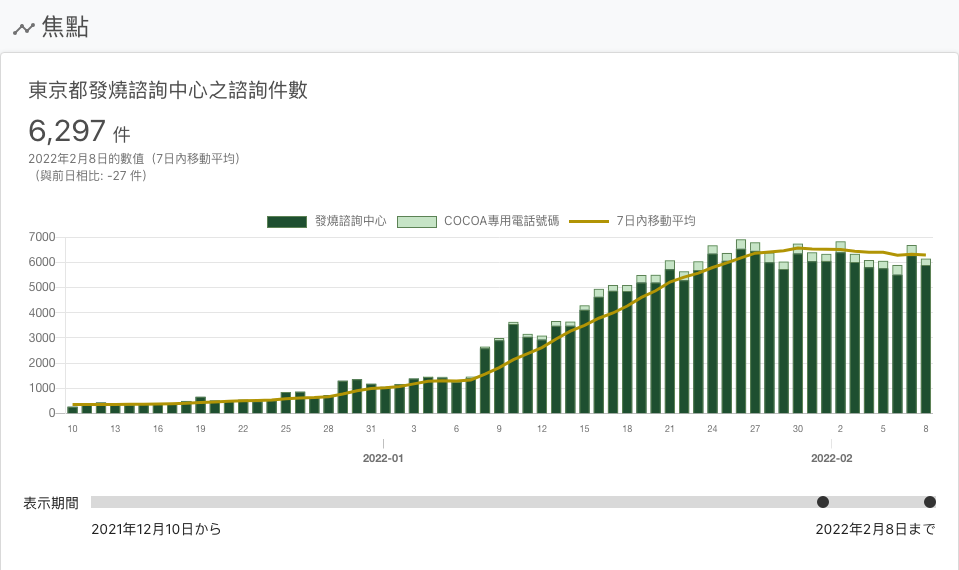 焦點
東京都發燒諮詢中心之諮詢件數
6,297 件
2022年2月8日的數值（7日內移動平均）
（與前日相比: -27 件）
發燒諮詢中心 COCOA專用電話號碼 7日內移動平均
7000
6000
5000
4000
3000
2000
1000
0
10 13 16 19 22 25 28 31 3 6 9 12 15 18 21 24 27 30 2 5 8
2022-01 2022-02
表示期間
2021年12月10日から 2022年2月8日まで